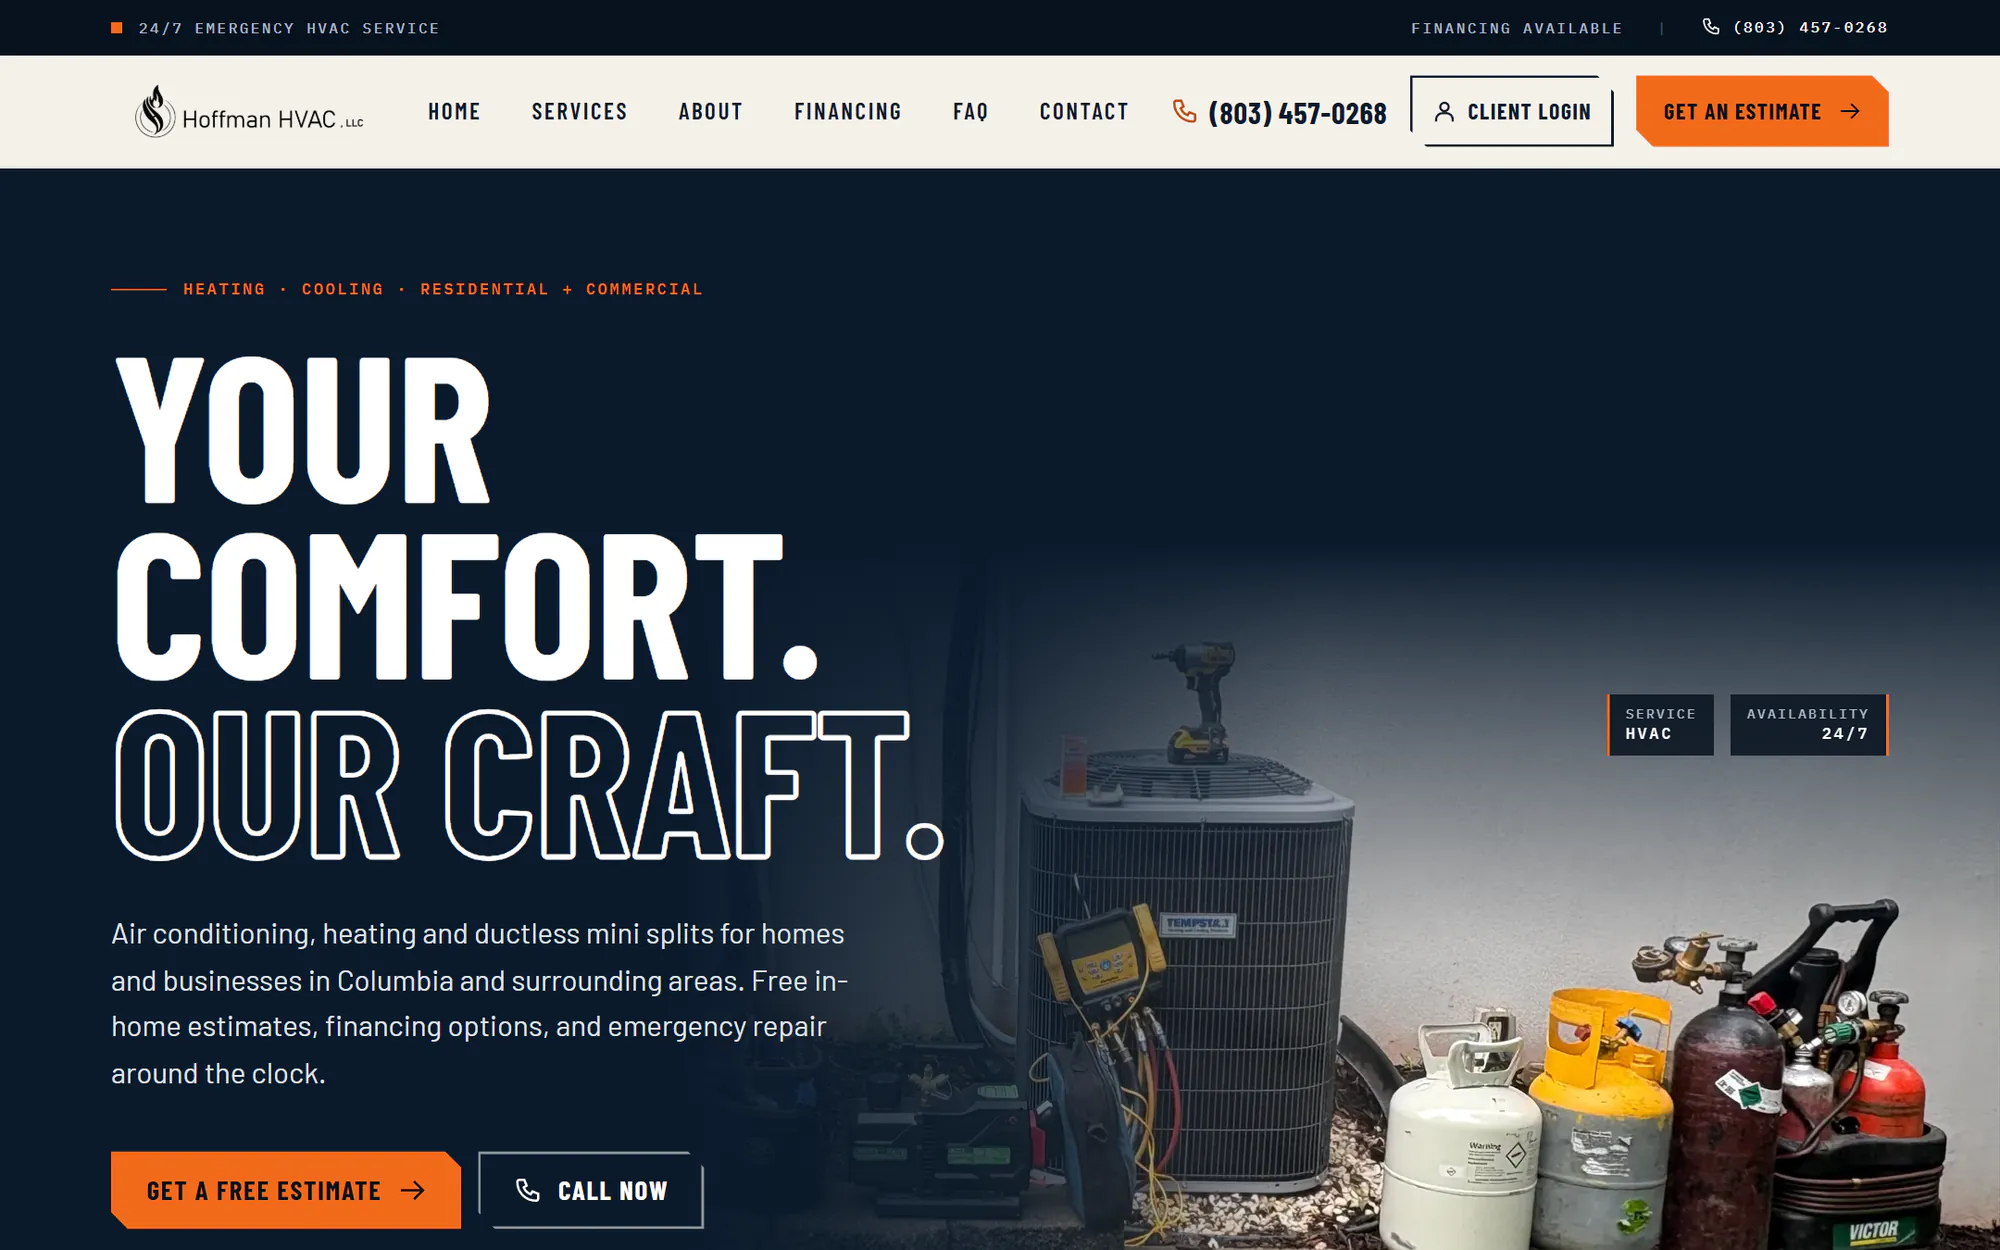 24/7 EMERGENCY HVAC SERVICE
FINANCING AVAILABLE | (803) 457-0268
Hoffman HVAC, LLC
HOME SERVICES ABOUT FINANCING FAQ CONTACT
(803) 457-0268
CLIENT LOGIN
GET AN ESTIMATE →
HEATING · COOLING · RESIDENTIAL + COMMERCIAL
YOUR
COMFORT.
OUR CRAFT.
SERVICE
HVAC
AVAILABILITY
24/7
Air conditioning, heating and ductless mini splits for homes
and businesses in Columbia and surrounding areas. Free in-
home estimates, financing options, and emergency repair
around the clock.
GET A FREE ESTIMATE →
CALL NOW
Warning
VICTOR